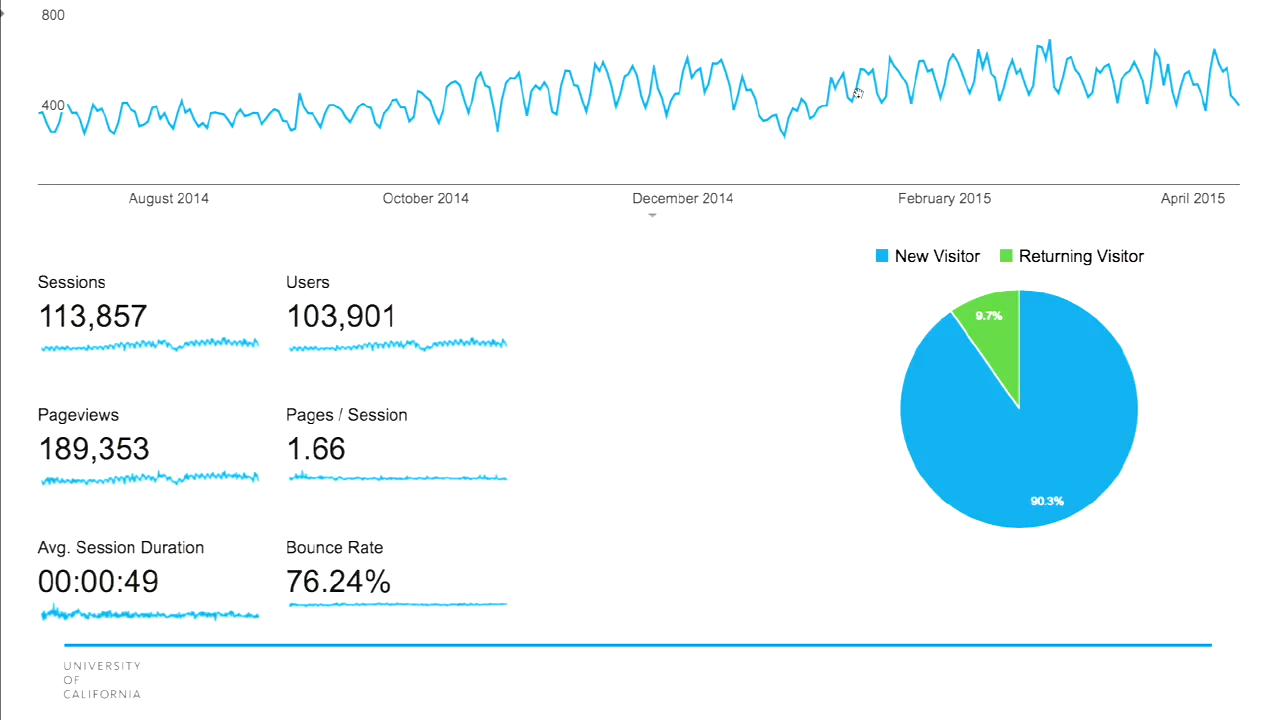 800
400
August 2014 October 2014 December 2014 February 2015 April 2015
New Visitor Returning Visitor
Sessions Users
113,857 103,901
9.7%
Pageviews Pages / Session
189,353 1.66
90.3%
Avg. Session Duration Bounce Rate
00:00:49 76.24%
UNIVERSITY
OF
CALIFORNIA